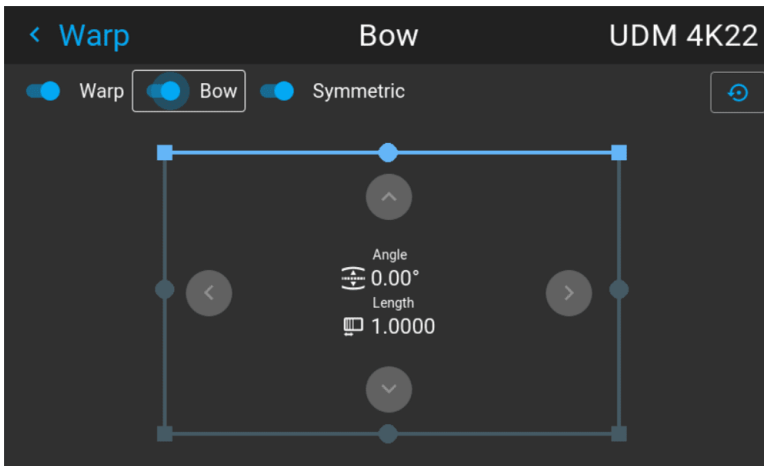 Warp Bow UDM 4K22
Warp Bow Symmetric
Angle
0.00°
Length
1.0000